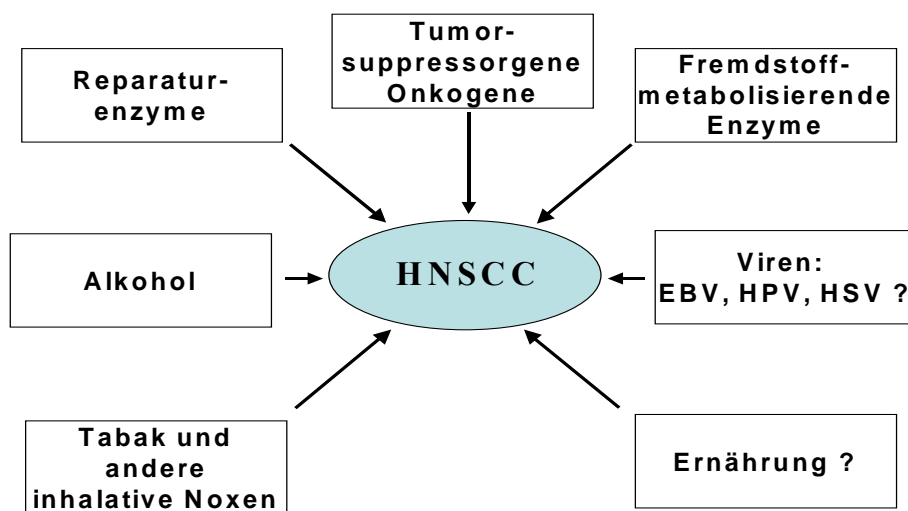 Tumor-
suppressorgene
Onkogene
Reparatur-
enzyme
Fremdstoff-
metabolisierende
Enzyme
Alkohol
HNSCC
Viren:
EBV, HPV, HSV ?
Tabak und
andere
inhalative Noxen
Ernährung ?